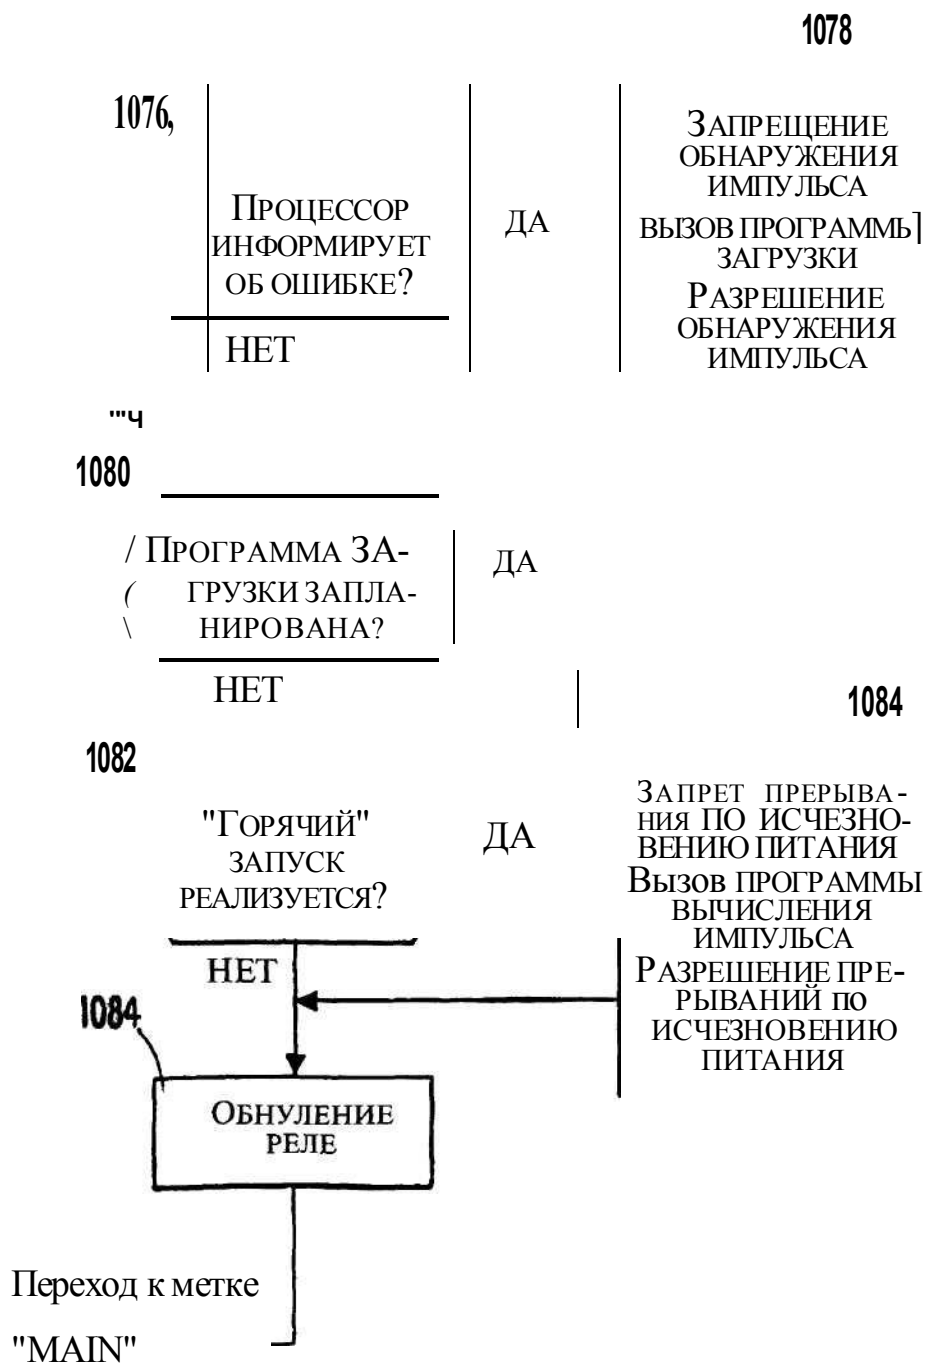 1078
1076,
ЗАПРЕЩЕНИЕ
ОБНАРУЖЕНИЯ
ИМПУЛЬСА
ПРОЦЕССОР
ИНФОРМИРУЕТ
ОБ ОШИБКЕ?
ДА
ВЫЗОВ ПРОГРАММЫ
ЗАГРУЗКИ
РАЗРЕШЕНИЕ
ОБНАРУЖЕНИЯ
ИМПУЛЬСА
НЕТ
'"Ч
1080
/ ПРОГРАММА ЗА-
( ГРУЗКИ ЗАПЛА-
\ НИРОВАНА?
ДА
НЕТ
1084
1082
"ГОРЯЧИЙ"
ЗАПУСК
РЕАЛИЗУЕТСЯ?
ДА
ЗАПРЕТ ПРЕРЫВА-
НИЯ ПО ИСЧЕЗНО-
ВЕНИЮ ПИТАНИЯ
ВЫЗОВ ПРОГРАММЫ
ВЫЧИСЛЕНИЯ
ИМПУЛЬСА
РАЗРЕШЕНИЕ ПРЕ-
РЫВАНИЙ ПО
ИСЧЕЗНОВЕНИЮ
ПИТАНИЯ
НЕТ
1084
ОБНУЛЕНИЕ
РЕЛЕ
Переход к метке
"MAIN"